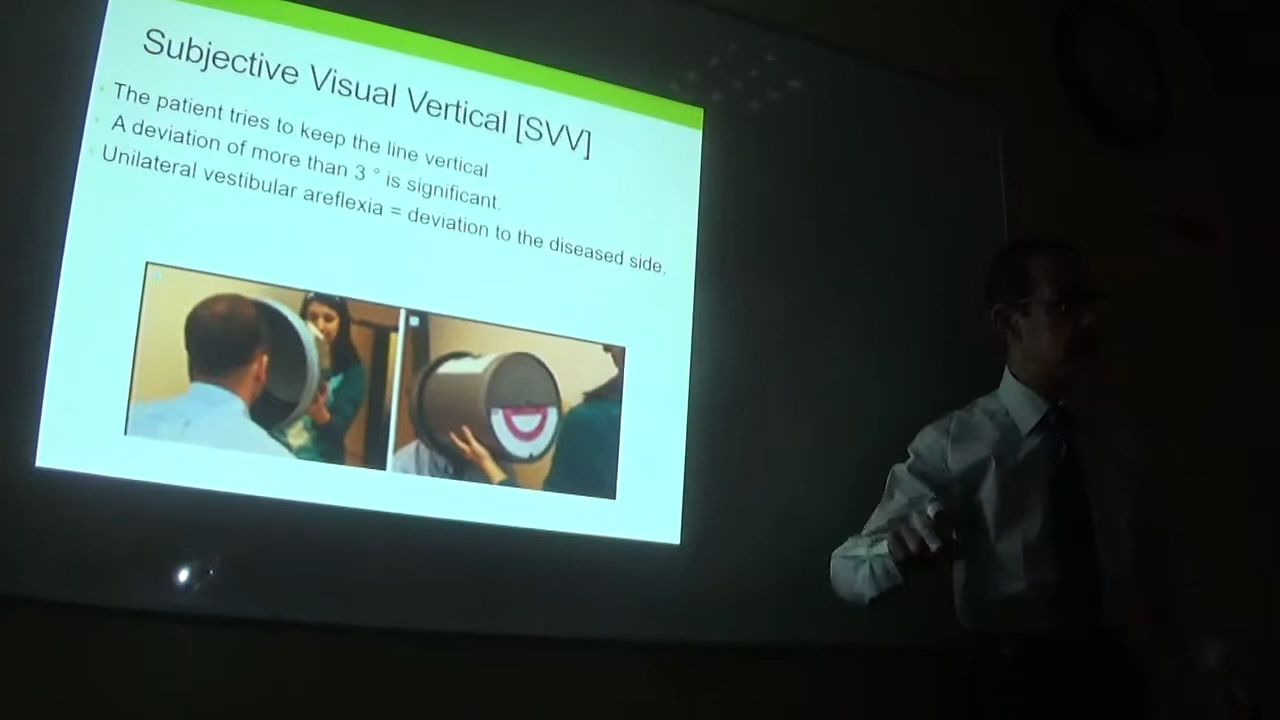 Subjective Visual Vertical [SVV]
The patient tries to keep the line vertical
A deviation of more than 3 ° is significant.
Unilateral vestibular areflexia = deviation to the diseased side.